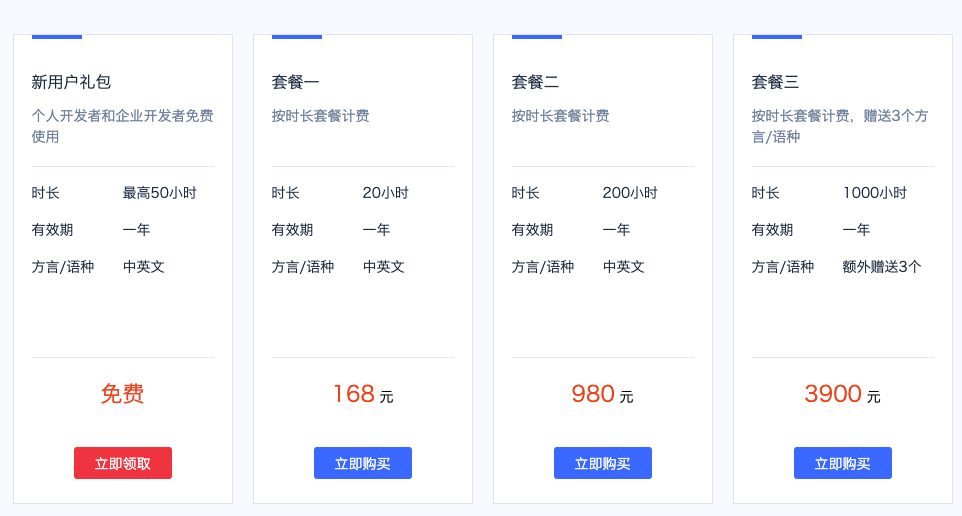 新用户礼包
个人开发者和企业开发者免费
使用
时长 最高50小时
有效期 一年
方言/语种 中英文
免费
立即领取
套餐一
按时长套餐计费
时长 20小时
有效期 一年
方言/语种 中英文
168 元
立即购买
套餐二
按时长套餐计费
时长 200小时
有效期 一年
方言/语种 中英文
980 元
立即购买
套餐三
按时长套餐计费，赠送3个方
言/语种
时长 1000小时
有效期 一年
方言/语种 额外赠送3个
3900 元
立即购买